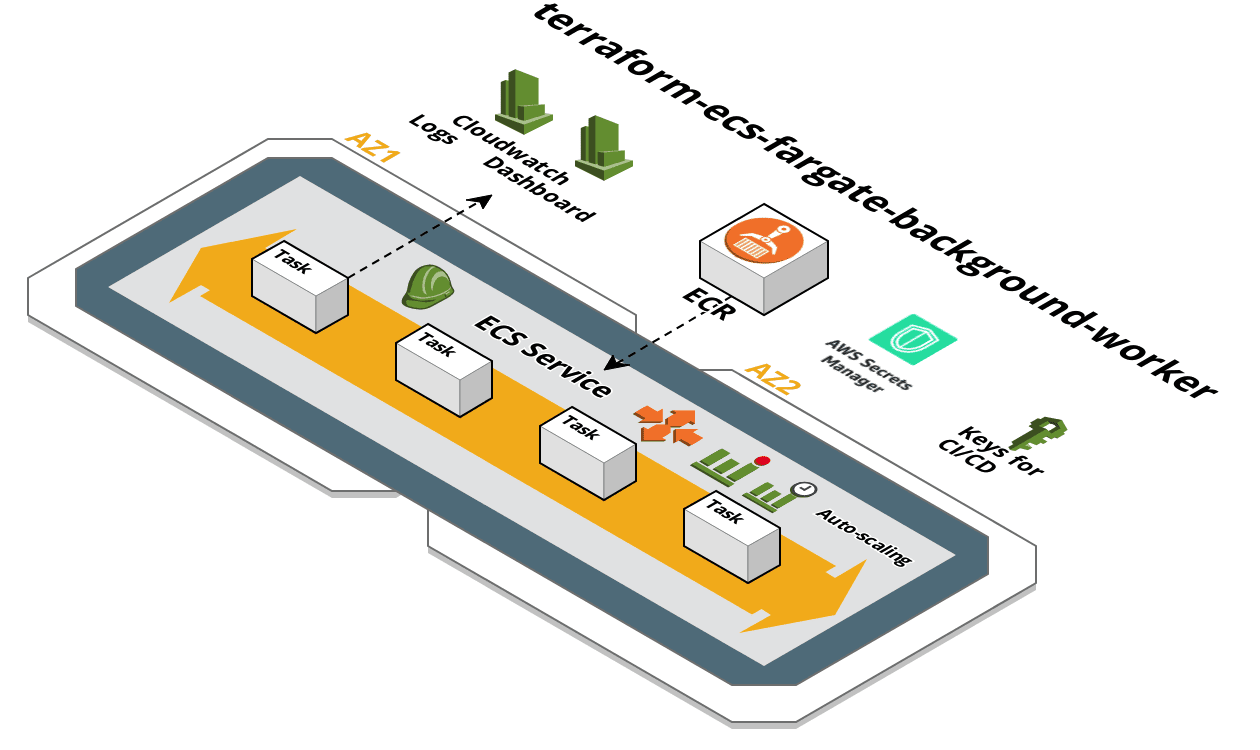 terraform-ecs-fargate-background-worker
AZ1
Logs
Cloudwatch
Dashboard
Task
ECR
ECS Service
Task
AWS Secrets
Manager
AZ2
Task
Keys for
CI/CD
Task
Auto-scaling